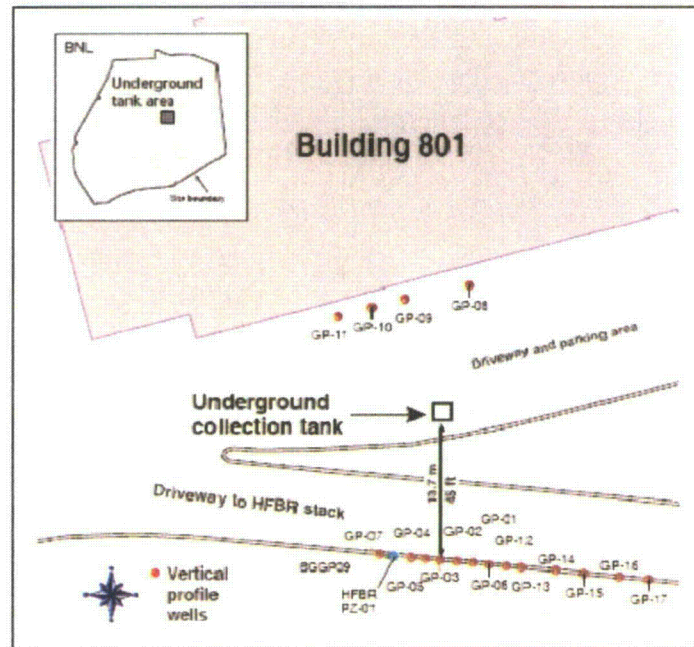 BNL
Underground
tank area
Site boundary
Building 801
GP-11
GP-10
GP-09
GP-08
Driveway and parking area
Underground
collection tank
13.7 m
45 ft
Driveway to HFBR stack
GP-07
GP-04
GP-02
GP-01
GP-12
BGGP09
HFBR
PZ-01
GP-05
GP-03
GP-06
GP-13
GP-14
GP-15
GP-16
GP-17
Vertical
profile
wells